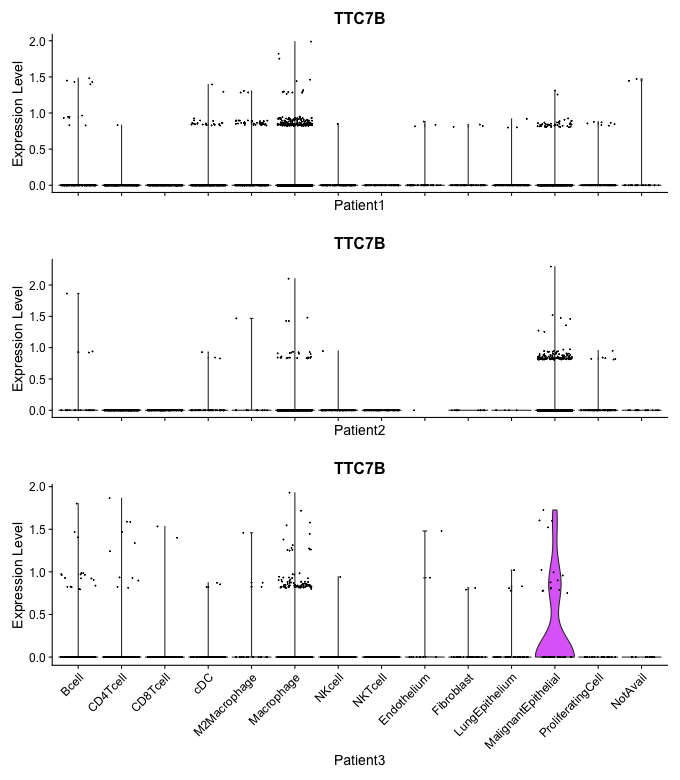 TTC7B
Expression Level
2.0
1.5
1.0
0.5
0.0
Patient1
TTC7B
Expression Level
2.0
1.5
1.0
0.5
0.0
Patient2
TTC7B
Expression Level
2.0
1.5
1.0
0.5
0.0
Bcell
CD4Tcell
CD8Tcell
cDC
M2Macrophage
Macrophage
NKcell
NKTcell
Endothelium
Fibroblast
LungEpithelium
MalignantEpithelial
ProliferatingCell
NotAvail
Patient3